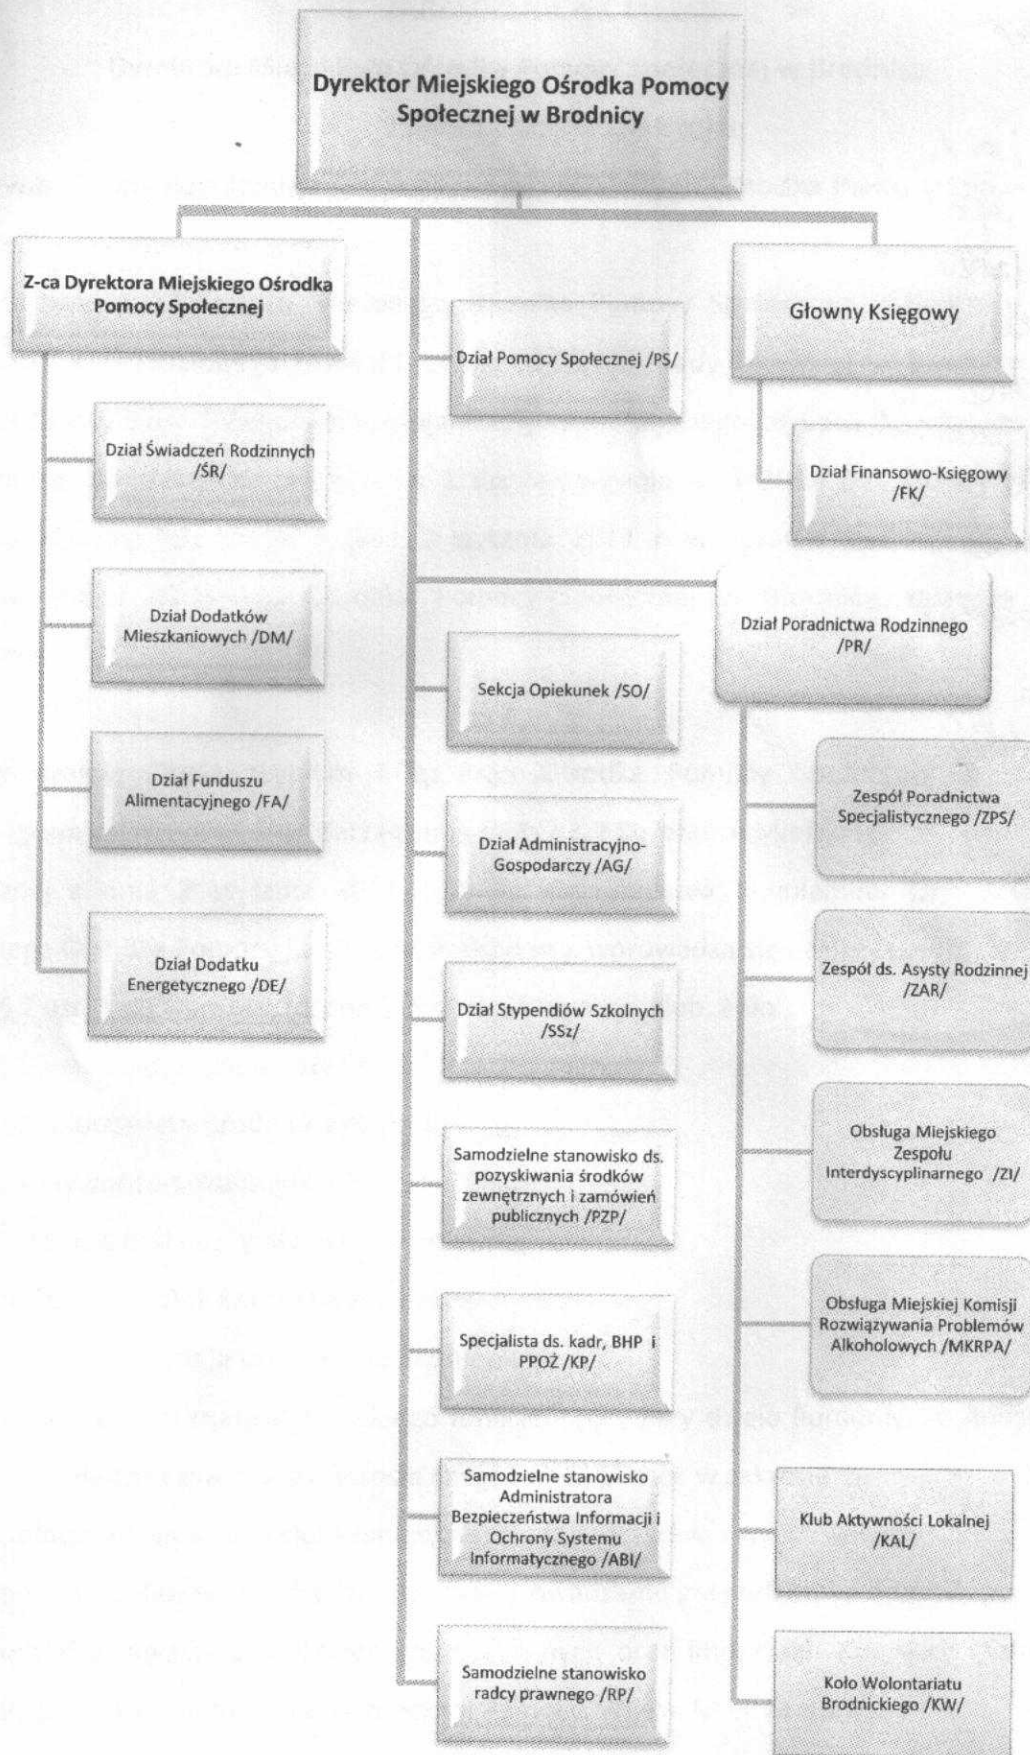 Dyrektor Miejskiego Ośrodka Pomocy
Społecznej w Brodnicy
Z-ca Dyrektora Miejskiego Ośrodka
Pomocy Społecznej
Dział Świadczeń Rodzinnych
/ŚR/
Dział Dodatków
Mieszkaniowych /DM/
Dział Funduszu
Alimentacyjnego /FA/
Dział Dodatku
Energetycznego /DE/
Dział Pomocy Społecznej /PS/
Sekcja Opiekunek /SO/
Dział Administracyjno-
Gospodarczy /AG/
Dział Stypendiów Szkolnych
/SSz/
Samodzielne stanowisko ds.
pozyskiwania środków
zewnętrznych i zamówień
publicznych /PZP/
Specjalista ds. kadr, BHP i
PPOŻ /KP/
Samodzielne stanowisko
Administratora
Bezpieczeństwa Informacji i
Ochrony Systemu
Informatycznego /ABI/
Samodzielne stanowisko
radcy prawnego /RP/
Głowny Księgowy
Dział Finansowo-Księgowy
/FK/
Dział Poradnictwa Rodzinnego
/PR/
Zespół Poradnictwa
Specjalistycznego /ZPS/
Zespół ds. Asysty Rodzinnej
/ZAR/
Obsługa Miejskiego
Zespołu
Interdyscyplinarnego /ZI/
Obsługa Miejskiej Komisji
Rozwiązywania Problemów
Alkoholowych /MKRPA/
Klub Aktywności Lokalnej
/KAL/
Koło Wolontariatu
Brodnickiego /KW/